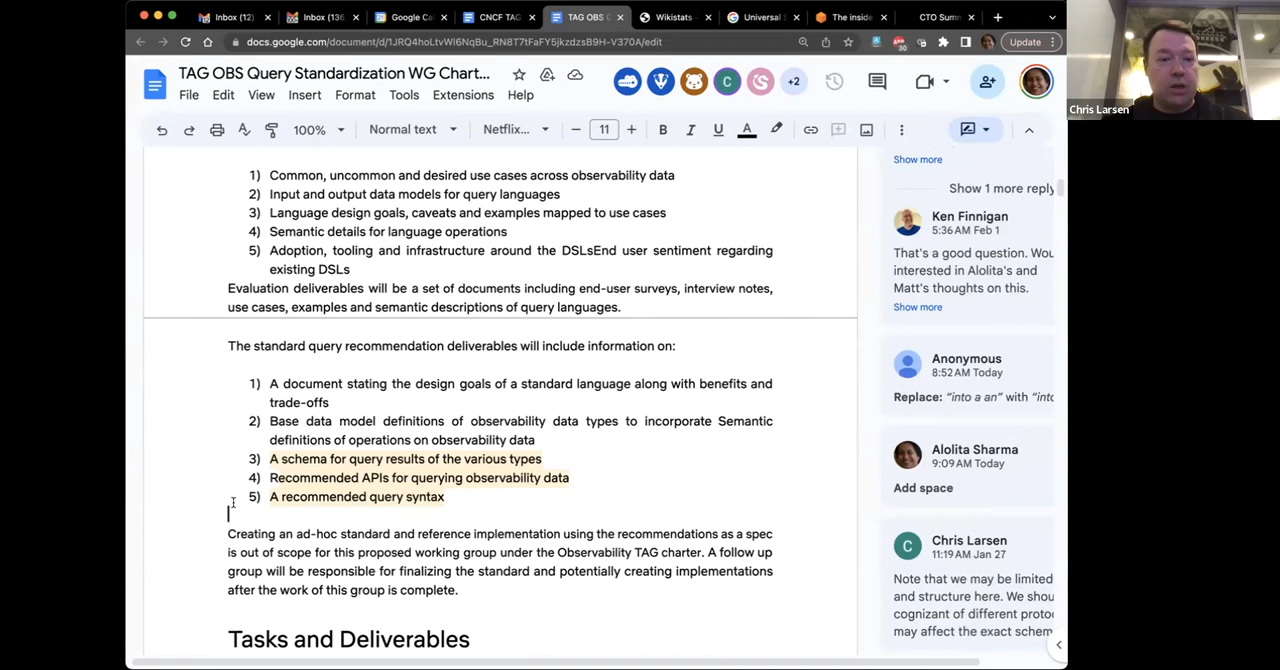 Inbox (12)
Inbox (136
Google Ca
CNCF TAG
TAG OBS C
Wikistats -
Universal S
The inside
CTO Sum
docs.google.com/document/d/1JRQ4hoLtvWl6NqBu_RN8T7tFaFY5jkzdzsB9H-V370A/edit
30
Update
Chris Larsen
TAG OBS Query Standardization WG Chart...
File Edit View Insert Format Tools Extensions Help
C
+2
100%
Normal text
Netflix...
11
B I U A
1) Common, uncommon and desired use cases across observability data
2) Input and output data models for query languages
3) Language design goals, caveats and examples mapped to use cases
4) Semantic details for language operations
5) Adoption, tooling and infrastructure around the DSLsEnd user sentiment regarding
existing DSLs
Evaluation deliverables will be a set of documents including end-user surveys, interview notes,
use cases, examples and semantic descriptions of query languages.
The standard query recommendation deliverables will include information on:
1) A document stating the design goals of a standard language along with benefits and
trade-offs
2) Base data model definitions of observability data types to incorporate Semantic
definitions of operations on observability data
3) A schema for query results of the various types
4) Recommended APIs for querying observability data
5) A recommended query syntax
Creating an ad-hoc standard and reference implementation using the recommendations as a spec
is out of scope for this proposed working group under the Observability TAG charter. A follow up
group will be responsible for finalizing the standard and potentially creating implementations
after the work of this group is complete.
Tasks and Deliverables
Show more
Show 1 more reply
Ken Finnigan
5:36 AM Feb 1
That's a good question. Wou
interested in Alolita's and
Matt's thoughts on this.
Show more
Anonymous
8:52 AM Today
Replace: "into a an" with "into
Alolita Sharma
9:09 AM Today
Add space
C
Chris Larsen
11:19 AM Jan 27
Note that we may be limited
and structure here. We shou
cognizant of different proto
may affect the exact schem